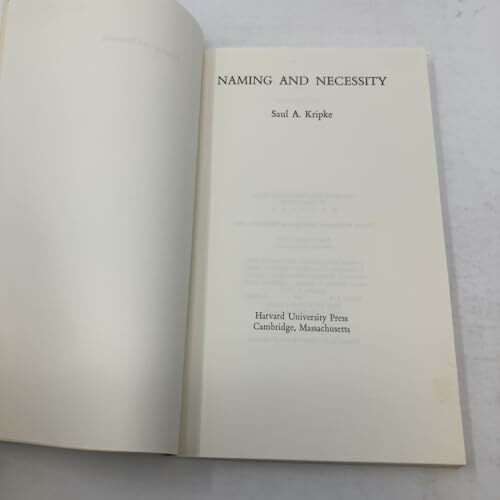 NAMING AND NECESSITY
Saul A. Kripke
Harvard University Press
Cambridge, Massachusetts